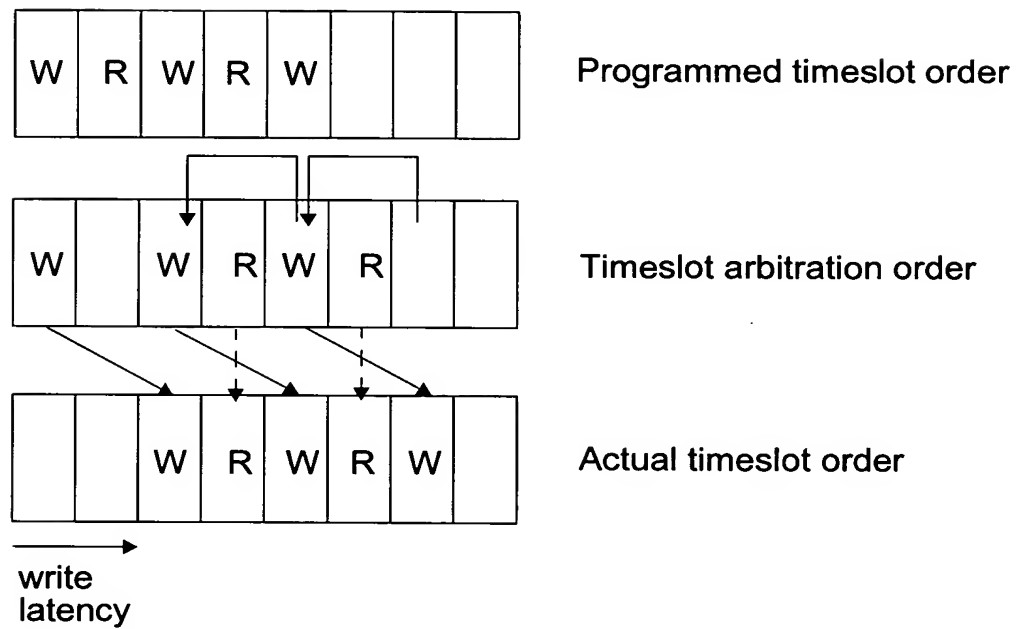 W R W R W Programmed timeslot order
W W R W R Timeslot arbitration order
W R W R W Actual timeslot order
write
latency